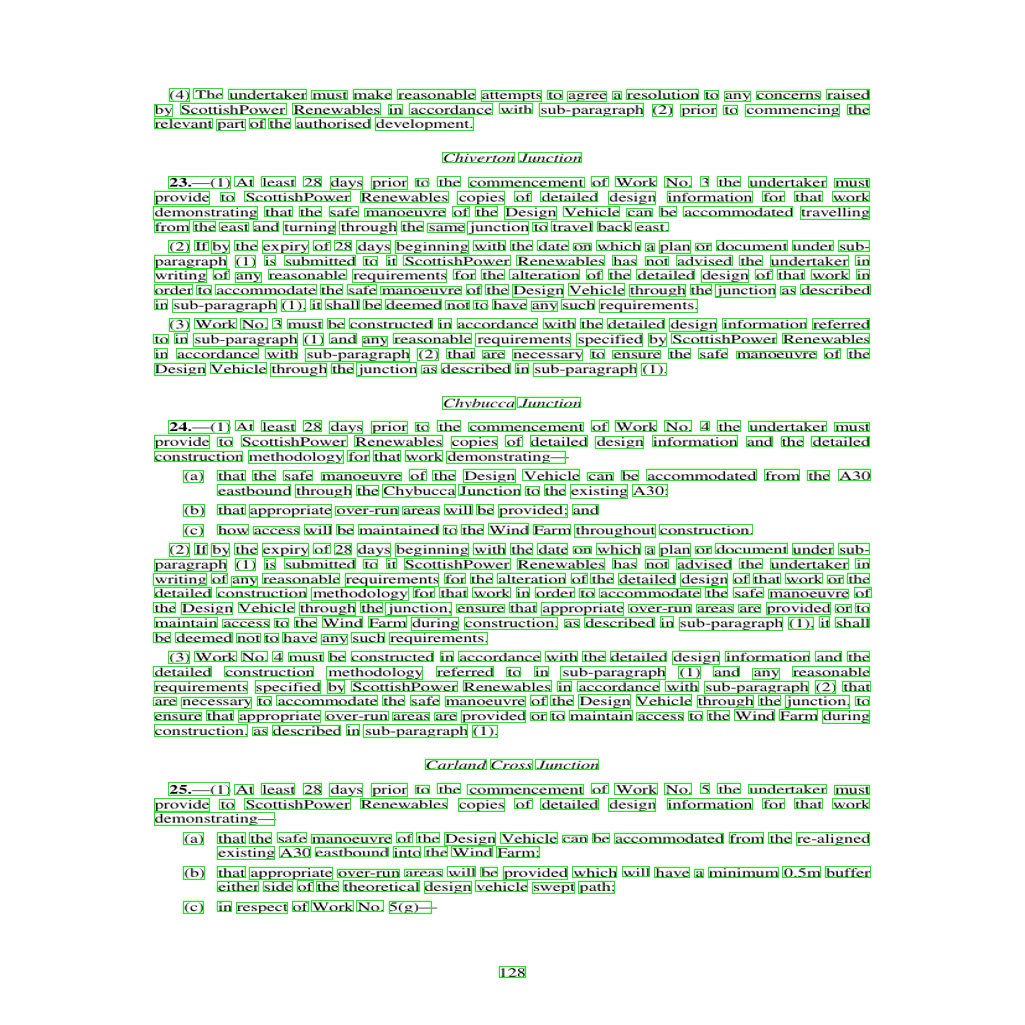 (4) The undertaker must make reasonable attempts to agree a resolution to any concerns raised
by ScottishPower Renewables in accordance with sub-paragraph (2) prior to commencing the
relevant part of the authorised development.
Chiverton Junction
23.—(1) At least 28 days prior to the commencement of Work No. 3 the undertaker must
provide to ScottishPower Renewables copies of detailed design information for that work
demonstrating that the safe manoeuvre of the Design Vehicle can be accommodated travelling
from the east and turning through the same junction to travel back east.
(2) If by the expiry of 28 days beginning with the date on which a plan or document under sub-
paragraph (1) is submitted to it ScottishPower Renewables has not advised the undertaker in
writing of any reasonable requirements for the alteration of the detailed design of that work in
order to accommodate the safe manoeuvre of the Design Vehicle through the junction as described
in sub-paragraph (1), it shall be deemed not to have any such requirements.
(3) Work No. 3 must be constructed in accordance with the detailed design information referred
to in sub-paragraph (1) and any reasonable requirements specified by ScottishPower Renewables
in accordance with sub-paragraph (2) that are necessary to ensure the safe manoeuvre of the
Design Vehicle through the junction as described in sub-paragraph (1).
Chybucca Junction
24.—(1) At least 28 days prior to the commencement of Work No. 4 the undertaker must
provide to ScottishPower Renewables copies of detailed design information and the detailed
construction methodology for that work demonstrating—
(a) that the safe manoeuvre of the Design Vehicle can be accommodated from the A30
eastbound through the Chybucca Junction to the existing A30;
(b) that appropriate over-run areas will be provided; and
(c) how access will be maintained to the Wind Farm throughout construction.
(2) If by the expiry of 28 days beginning with the date on which a plan or document under sub-
paragraph (1) is submitted to it ScottishPower Renewables has not advised the undertaker in
writing of any reasonable requirements for the alteration of the detailed design of that work or the
detailed construction methodology for that work in order to accommodate the safe manoeuvre of
the Design Vehicle through the junction, ensure that appropriate over-run areas are provided or to
maintain access to the Wind Farm during construction, as described in sub-paragraph (1), it shall
be deemed not to have any such requirements.
(3) Work No. 4 must be constructed in accordance with the detailed design information and the
detailed construction methodology referred to in sub-paragraph (1) and any reasonable
requirements specified by ScottishPower Renewables in accordance with sub-paragraph (2) that
are necessary to accommodate the safe manoeuvre of the Design Vehicle through the junction, to
ensure that appropriate over-run areas are provided or to maintain access to the Wind Farm during
construction, as described in sub-paragraph (1).
Carland Cross Junction
25.—(1) At least 28 days prior to the commencement of Work No. 5 the undertaker must
provide to ScottishPower Renewables copies of detailed design information for that work
demonstrating—
(a) that the safe manoeuvre of the Design Vehicle can be accommodated from the re-aligned
existing A30 eastbound into the Wind Farm;
(b) that appropriate over-run areas will be provided which will have a minimum 0.5m buffer
either side of the theoretical design vehicle swept path;
(c) in respect of Work No. 5(g)—
128